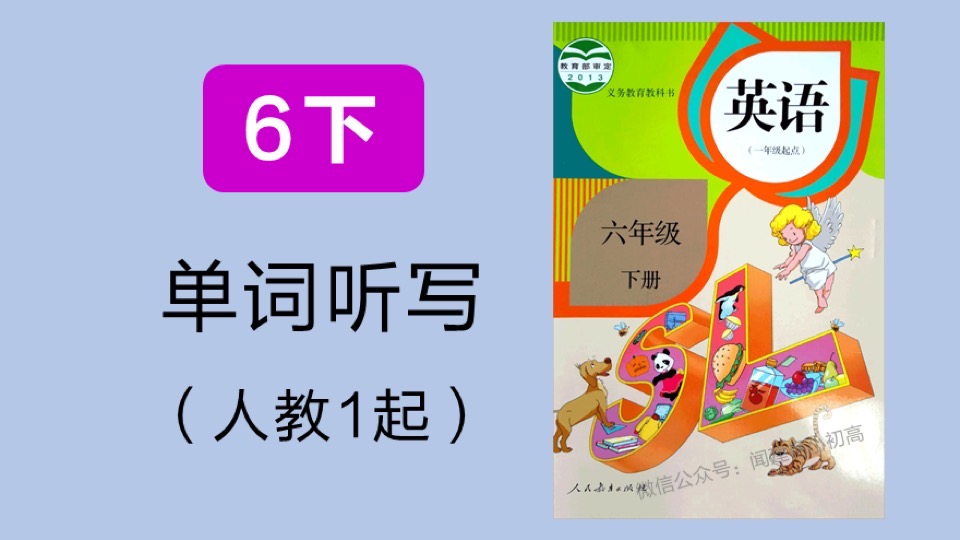 6下
单词听写
（人教1起）
教育部审定
2013
义务教育教科书
英语
（一年级起点）
六年级
下册
SL
人民教育出版社
微信公众号：闻
初高